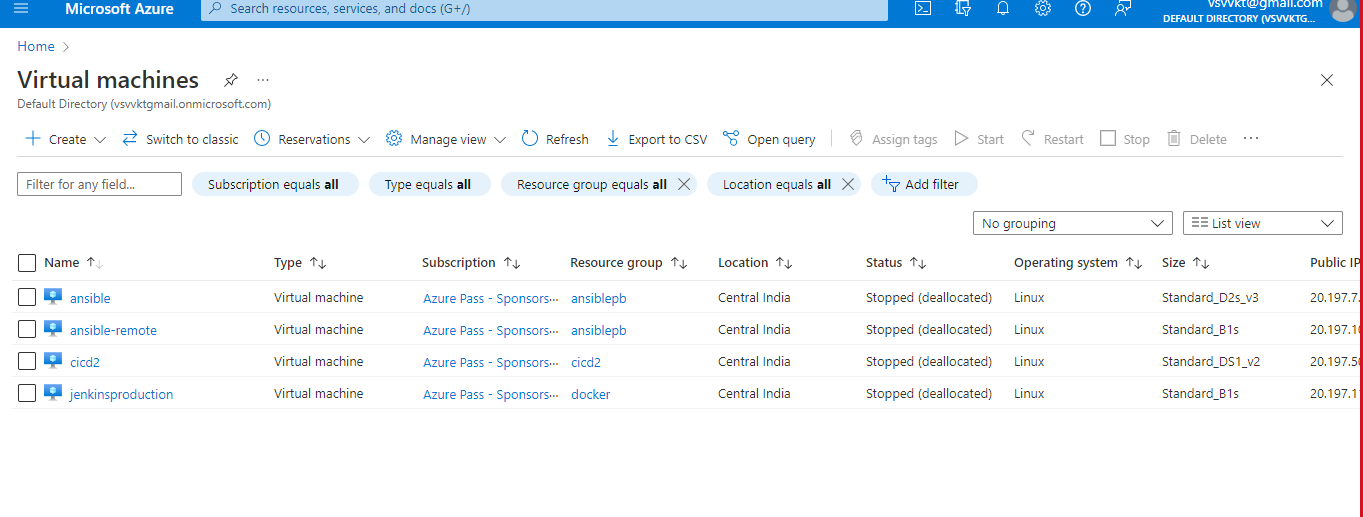 Microsoft Azure Search resources, services, and docs (G+/) vsvvkt@gmail.com
DEFAULT DIRECTORY (VSVVKTG...
Home
Virtual machines ...
Default Directory (vsvvktgmail.onmicrosoft.com)
Create Switch to classic Reservations Manage view Refresh Export to CSV Open query Assign tags Start Restart Stop Delete ...
Filter for any field... Subscription equals all Type equals all Resource group equals all Location equals all Add filter
No grouping List view
Name Type Subscription Resource group Location Status Operating system Size Public IP
ansible Virtual machine Azure Pass - Sponsors... ansiblepb Central India Stopped (deallocated) Linux Standard_D2s_v3 20.197.7.
ansible-remote Virtual machine Azure Pass - Sponsors... ansiblepb Central India Stopped (deallocated) Linux Standard_B1s 20.197.10
cicd2 Virtual machine Azure Pass - Sponsors... cicd2 Central India Stopped (deallocated) Linux Standard_DS1_v2 20.197.50
jenkinsproduction Virtual machine Azure Pass - Sponsors... docker Central India Stopped (deallocated) Linux Standard_B1s 20.197.11